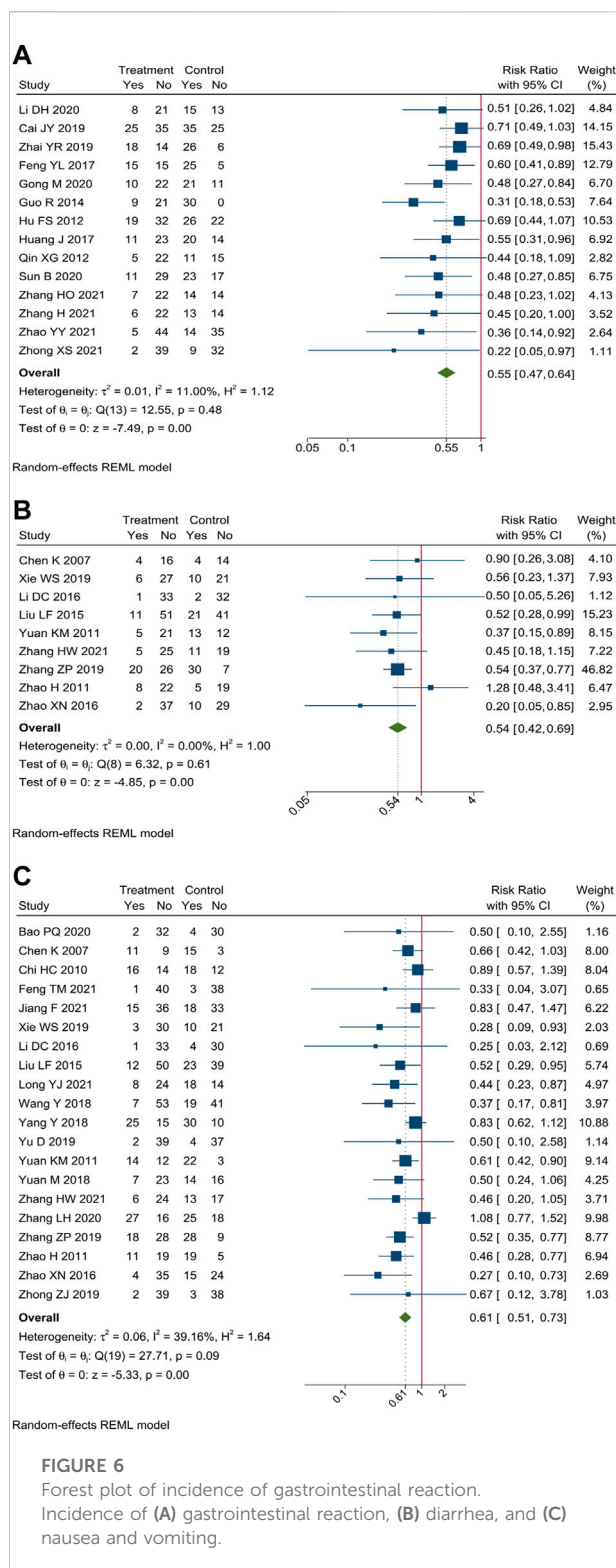 A
Treatment Control Risk Ratio Weight
Study Yes No Yes No with 95% CI (%)
Li DH 2020 8 21 15 13 0.51 [0.26, 1.02] 4.84
Cai JY 2019 25 35 35 25 0.71 [0.49, 1.03] 14.15
Zhai YR 2019 18 14 26 6 0.69 [0.49, 0.98] 15.43
Feng YL 2017 15 15 25 5 0.60 [0.41, 0.89] 12.79
Gong M 2020 10 22 21 11 0.48 [0.27, 0.84] 6.70
Guo R 2014 9 21 30 0 0.31 [0.18, 0.53] 7.64
Hu FS 2012 19 32 26 22 0.69 [0.44, 1.07] 10.53
Huang J 2017 11 23 20 14 0.55 [0.31, 0.96] 6.92
Qin XG 2012 5 22 11 15 0.44 [0.18, 1.09] 2.82
Sun B 2020 11 29 23 17 0.48 [0.27, 0.85] 6.75
Zhang HO 2021 7 22 14 14 0.48 [0.23, 1.02] 4.13
Zhang H 2021 6 22 13 14 0.45 [0.20, 1.00] 3.52
Zhao YY 2021 5 44 14 35 0.36 [0.14, 0.92] 2.64
Zhong XS 2021 2 39 9 32 0.22 [0.05, 0.97] 1.11
Overall 0.55 [0.47, 0.64]
Heterogeneity: τ² = 0.01, I² = 11.00%, H² = 1.12
Test of θᵢ = θⱼ: Q(13) = 12.55, p = 0.48
Test of θ = 0: z = -7.49, p = 0.00
0.05 0.1 0.55 1
Random-effects REML model
B
Treatment Control Risk Ratio Weight
Study Yes No Yes No with 95% CI (%)
Chen K 2007 4 16 4 14 0.90 [0.26, 3.08] 4.10
Xie WS 2019 6 27 10 21 0.56 [0.23, 1.37] 7.93
Li DC 2016 1 33 2 32 0.50 [0.05, 5.26] 1.12
Liu LF 2015 11 51 21 41 0.52 [0.28, 0.99] 15.23
Yuan KM 2011 5 21 13 12 0.37 [0.15, 0.89] 8.15
Zhang HW 2021 5 25 11 19 0.45 [0.18, 1.15] 7.22
Zhang ZP 2019 20 26 30 7 0.54 [0.37, 0.77] 46.82
Zhao H 2011 8 22 5 19 1.28 [0.48, 3.41] 6.47
Zhao XN 2016 2 37 10 29 0.20 [0.05, 0.85] 2.95
Overall 0.54 [0.42, 0.69]
Heterogeneity: τ² = 0.00, I² = 0.00%, H² = 1.00
Test of θᵢ = θⱼ: Q(8) = 6.32, p = 0.61
Test of θ = 0: z = -4.85, p = 0.00
0.05 0.54 1 4
Random-effects REML model
C
Treatment Control Risk Ratio Weight
Study Yes No Yes No with 95% CI (%)
Bao PQ 2020 2 32 4 30 0.50 [ 0.10, 2.55] 1.16
Chen K 2007 11 9 15 3 0.66 [ 0.42, 1.03] 8.00
Chi HC 2010 16 14 18 12 0.89 [ 0.57, 1.39] 8.04
Feng TM 2021 1 40 3 38 0.33 [ 0.04, 3.07] 0.65
Jiang F 2021 15 36 18 33 0.83 [ 0.47, 1.47] 6.22
Xie WS 2019 3 30 10 21 0.28 [ 0.09, 0.93] 2.03
Li DC 2016 1 33 4 30 0.25 [ 0.03, 2.12] 0.69
Liu LF 2015 12 50 23 39 0.52 [ 0.29, 0.95] 5.74
Long YJ 2021 8 24 18 14 0.44 [ 0.23, 0.87] 4.97
Wang Y 2018 7 53 19 41 0.37 [ 0.17, 0.81] 3.97
Yang Y 2018 25 15 30 10 0.83 [ 0.62, 1.12] 10.88
Yu D 2019 2 39 4 37 0.50 [ 0.10, 2.58] 1.14
Yuan KM 2011 14 12 22 3 0.61 [ 0.42, 0.90] 9.14
Yuan M 2018 7 23 14 16 0.50 [ 0.24, 1.06] 4.25
Zhang HW 2021 6 24 13 17 0.46 [ 0.20, 1.05] 3.71
Zhang LH 2020 27 16 25 18 1.08 [ 0.77, 1.52] 9.98
Zhang ZP 2019 18 28 28 9 0.52 [ 0.35, 0.77] 8.77
Zhao H 2011 11 19 19 5 0.46 [ 0.28, 0.77] 6.94
Zhao XN 2016 4 35 15 24 0.27 [ 0.10, 0.73] 2.69
Zhong ZJ 2019 2 39 3 38 0.67 [ 0.12, 3.78] 1.03
Overall 0.61 [ 0.51, 0.73]
Heterogeneity: τ² = 0.06, I² = 39.16%, H² = 1.64
Test of θᵢ = θⱼ: Q(19) = 27.71, p = 0.09
Test of θ = 0: z = -5.33, p = 0.00
0.1 0.61 1 2
Random-effects REML model
FIGURE 6
Forest plot of incidence of gastrointestinal reaction.
Incidence of (A) gastrointestinal reaction, (B) diarrhea, and (C)
nausea and vomiting.